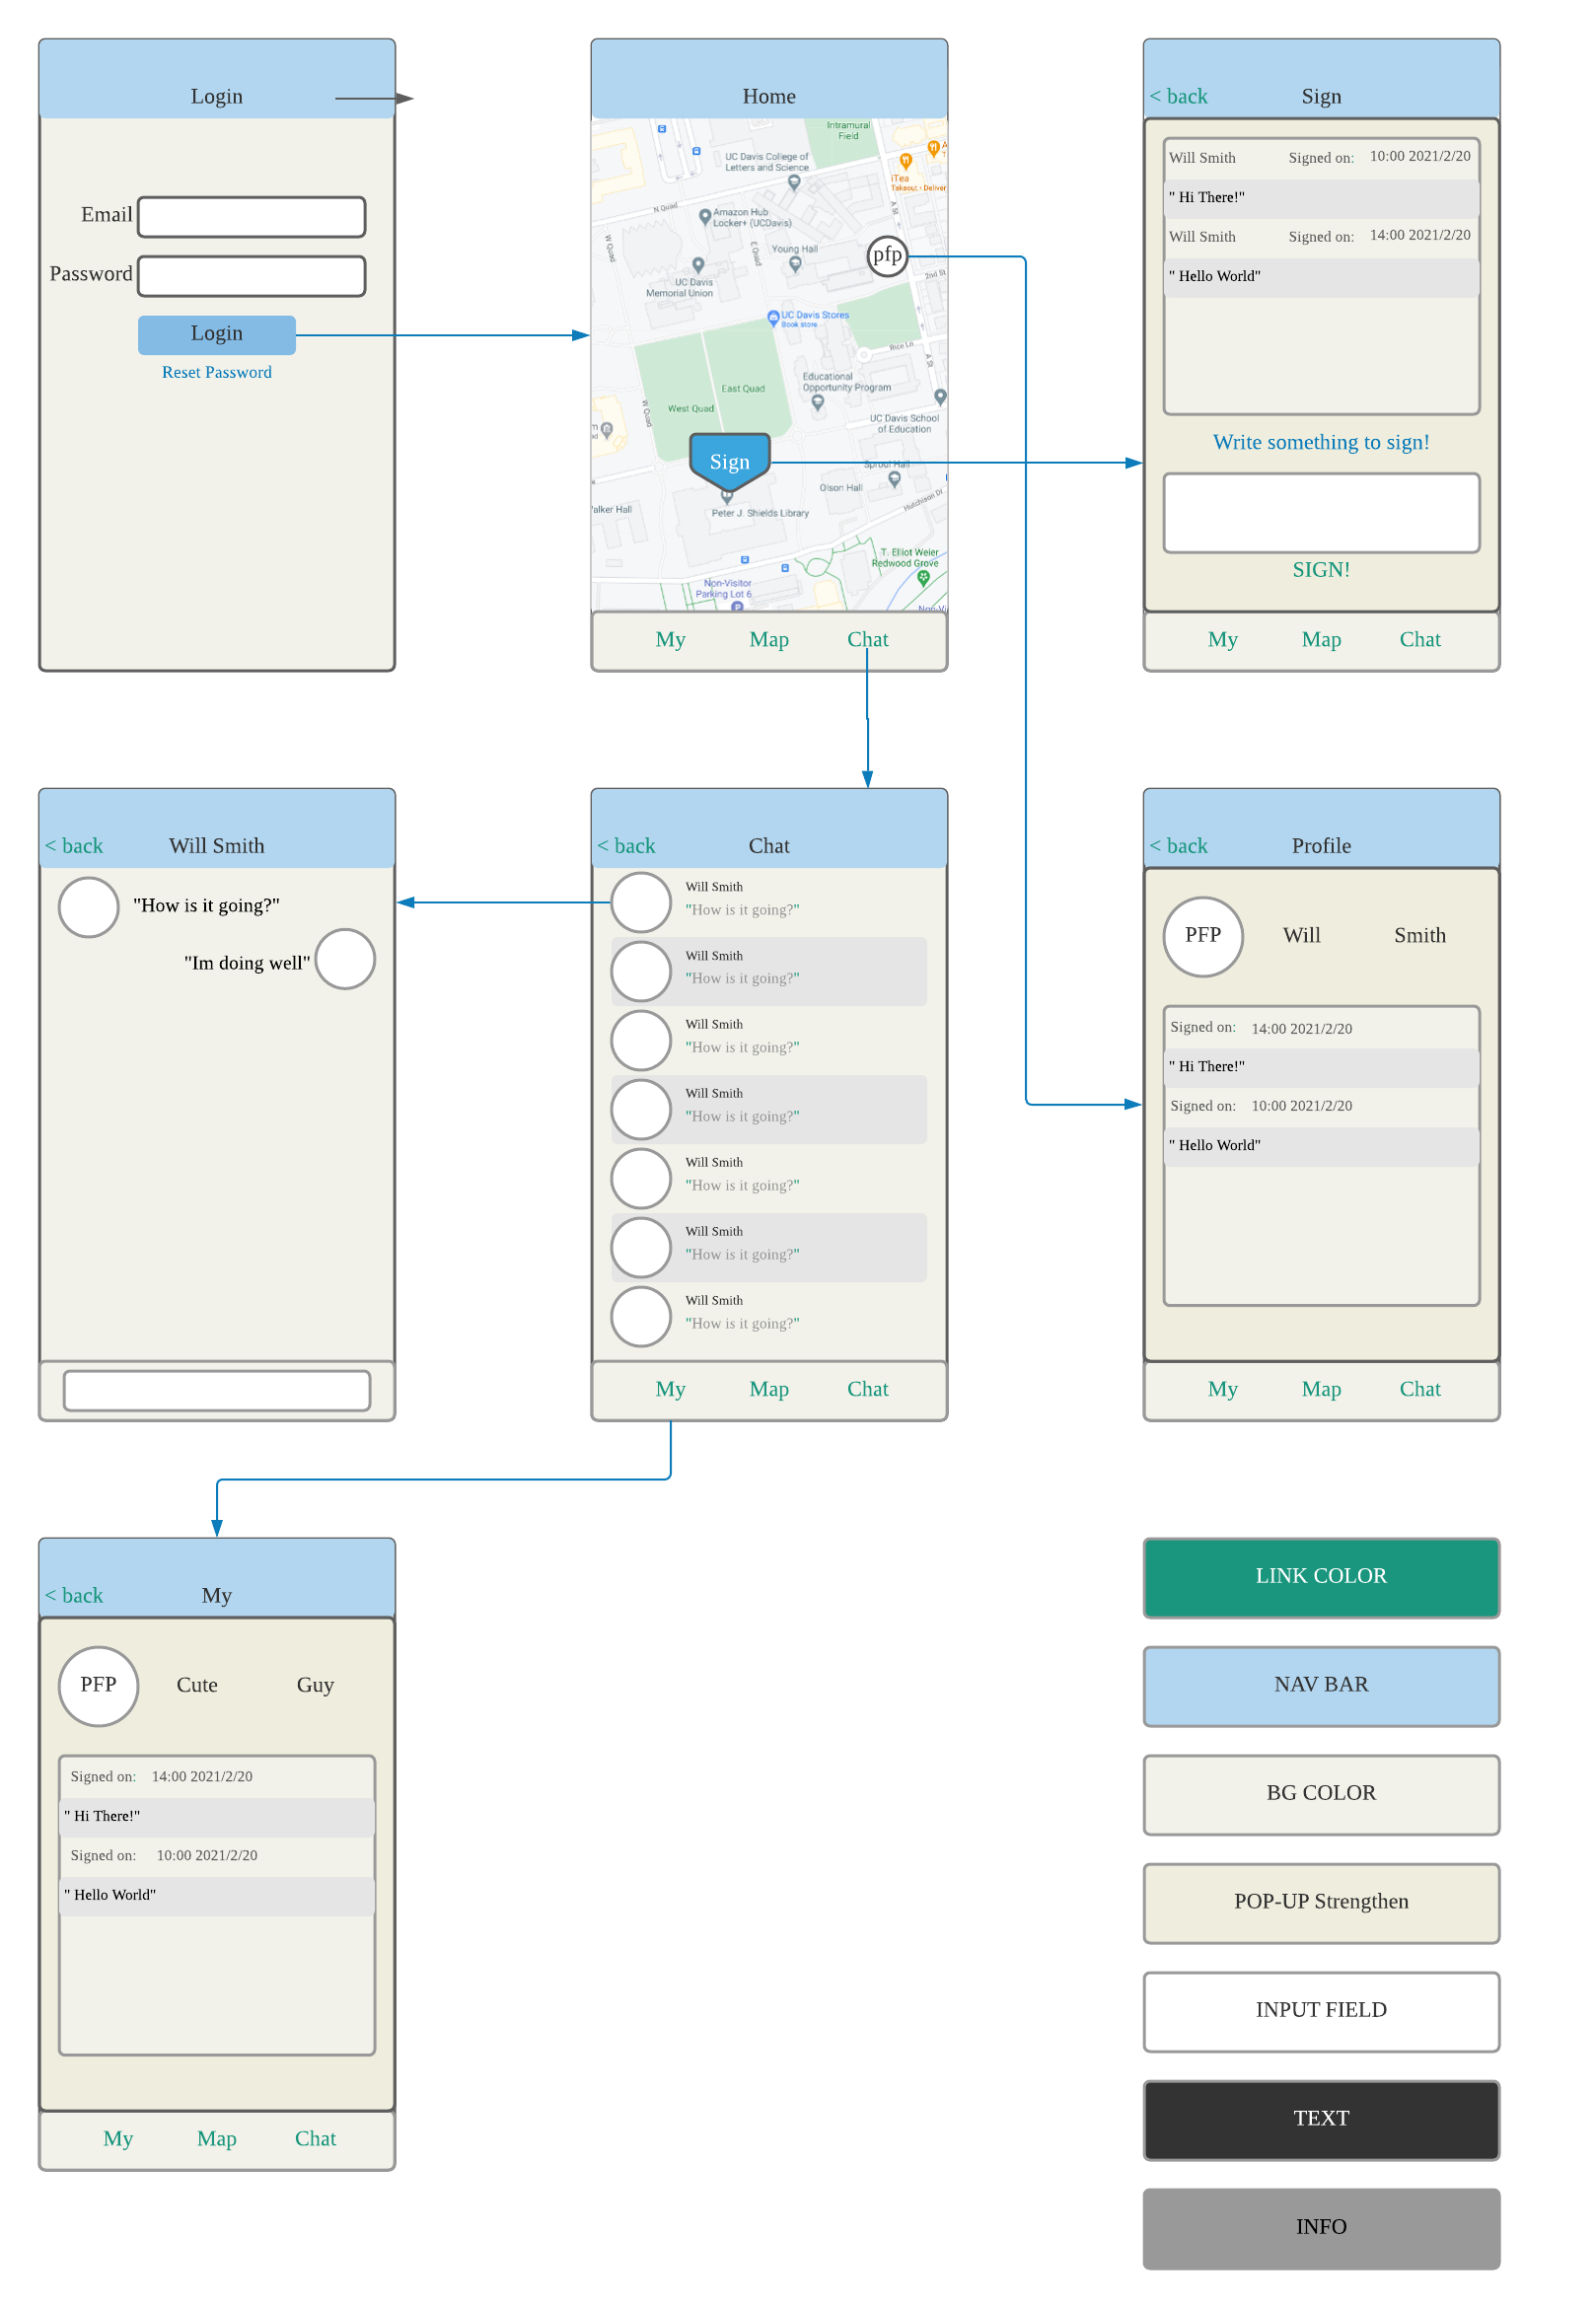 Login
Email
Password
Login
Reset Password
Home
Intramural
Field
UC Davis College of
Letters and Science
iTea
Takeout • Deliver
N Quad
Amazon Hub
Locker+ (UCDavis)
A St
W Quad
E Quad
Young Hall
pfp
2nd St
UC Davis
Memorial Union
UC Davis Stores
Book store
Rice Ln
A St
Educational
Opportunity Program
East Quad
West Quad
W Quad
UC Davis School
of Education
Sign
Sproul Hall
Olson Hall
Hutchison Dr
alker Hall
Peter J. Shields Library
T. Elliot Weier
Redwood Grove
Non-Visitor
Parking Lot 6
Non-Vi
My Map Chat
< back Sign
Will Smith Signed on: 10:00 2021/2/20
" Hi There!"
Will Smith Signed on: 14:00 2021/2/20
" Hello World"
Write something to sign!
SIGN!
My Map Chat
< back Will Smith
"How is it going?"
"Im doing well"
< back Chat
Will Smith
"How is it going?"
Will Smith
"How is it going?"
Will Smith
"How is it going?"
Will Smith
"How is it going?"
Will Smith
"How is it going?"
Will Smith
"How is it going?"
Will Smith
"How is it going?"
My Map Chat
< back Profile
PFP Will Smith
Signed on: 14:00 2021/2/20
" Hi There!"
Signed on: 10:00 2021/2/20
" Hello World"
My Map Chat
< back My
PFP Cute Guy
Signed on: 14:00 2021/2/20
" Hi There!"
Signed on: 10:00 2021/2/20
" Hello World"
My Map Chat
LINK COLOR
NAV BAR
BG COLOR
POP-UP Strengthen
INPUT FIELD
TEXT
INFO